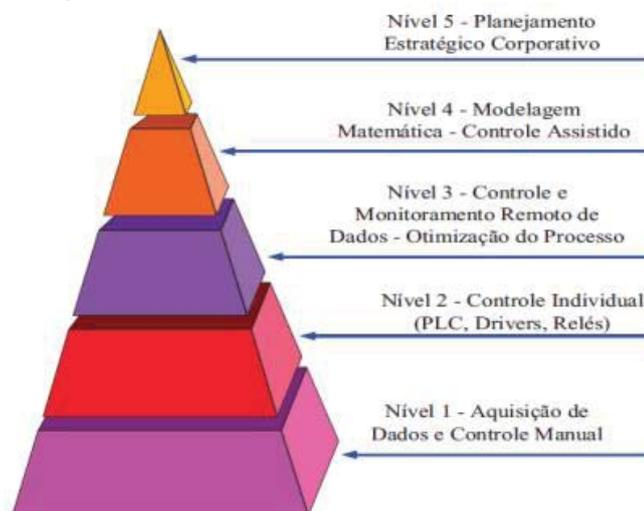 Nível 5 - Planejamento
Estratégico Corporativo
Nível 4 - Modelagem
Matemática - Controle Assistido
Nível 3 - Controle e
Monitoramento Remoto de
Dados - Otimização do Processo
Nível 2 - Controle Individual
(PLC, Drivers, Relés)
Nível 1 - Aquisição de
Dados e Controle Manual